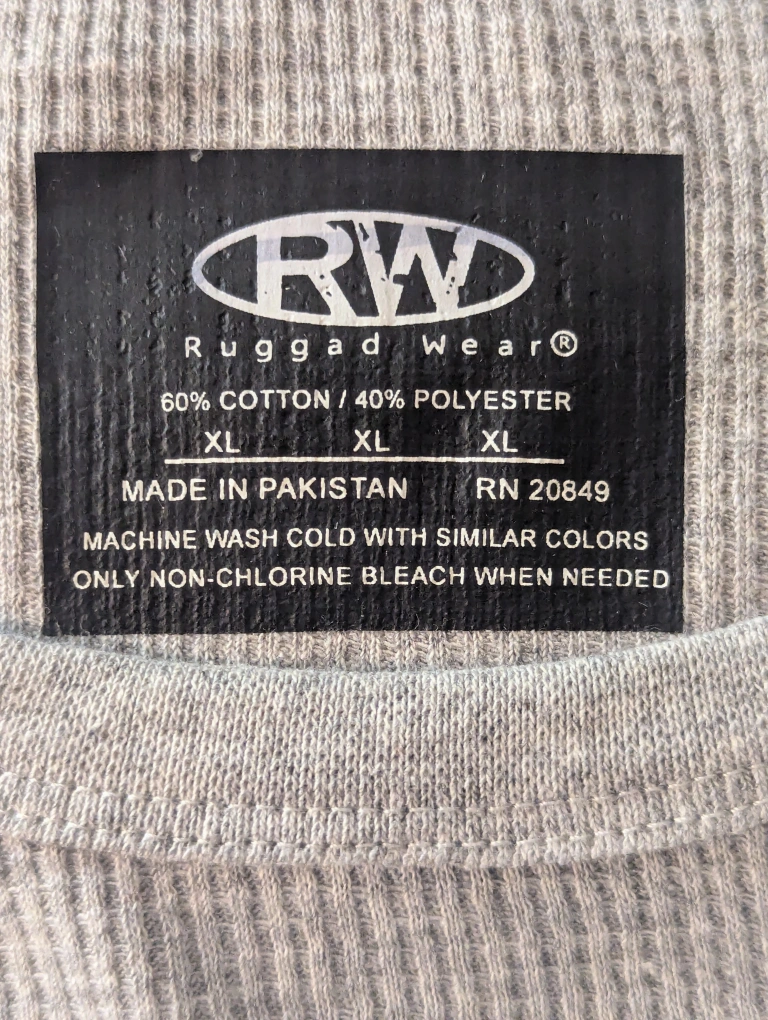 RW
Ruggad Wear®
60% COTTON / 40% POLYESTER
XL XL XL
MADE IN PAKISTAN RN 20849
MACHINE WASH COLD WITH SIMILAR COLORS
ONLY NON-CHLORINE BLEACH WHEN NEEDED